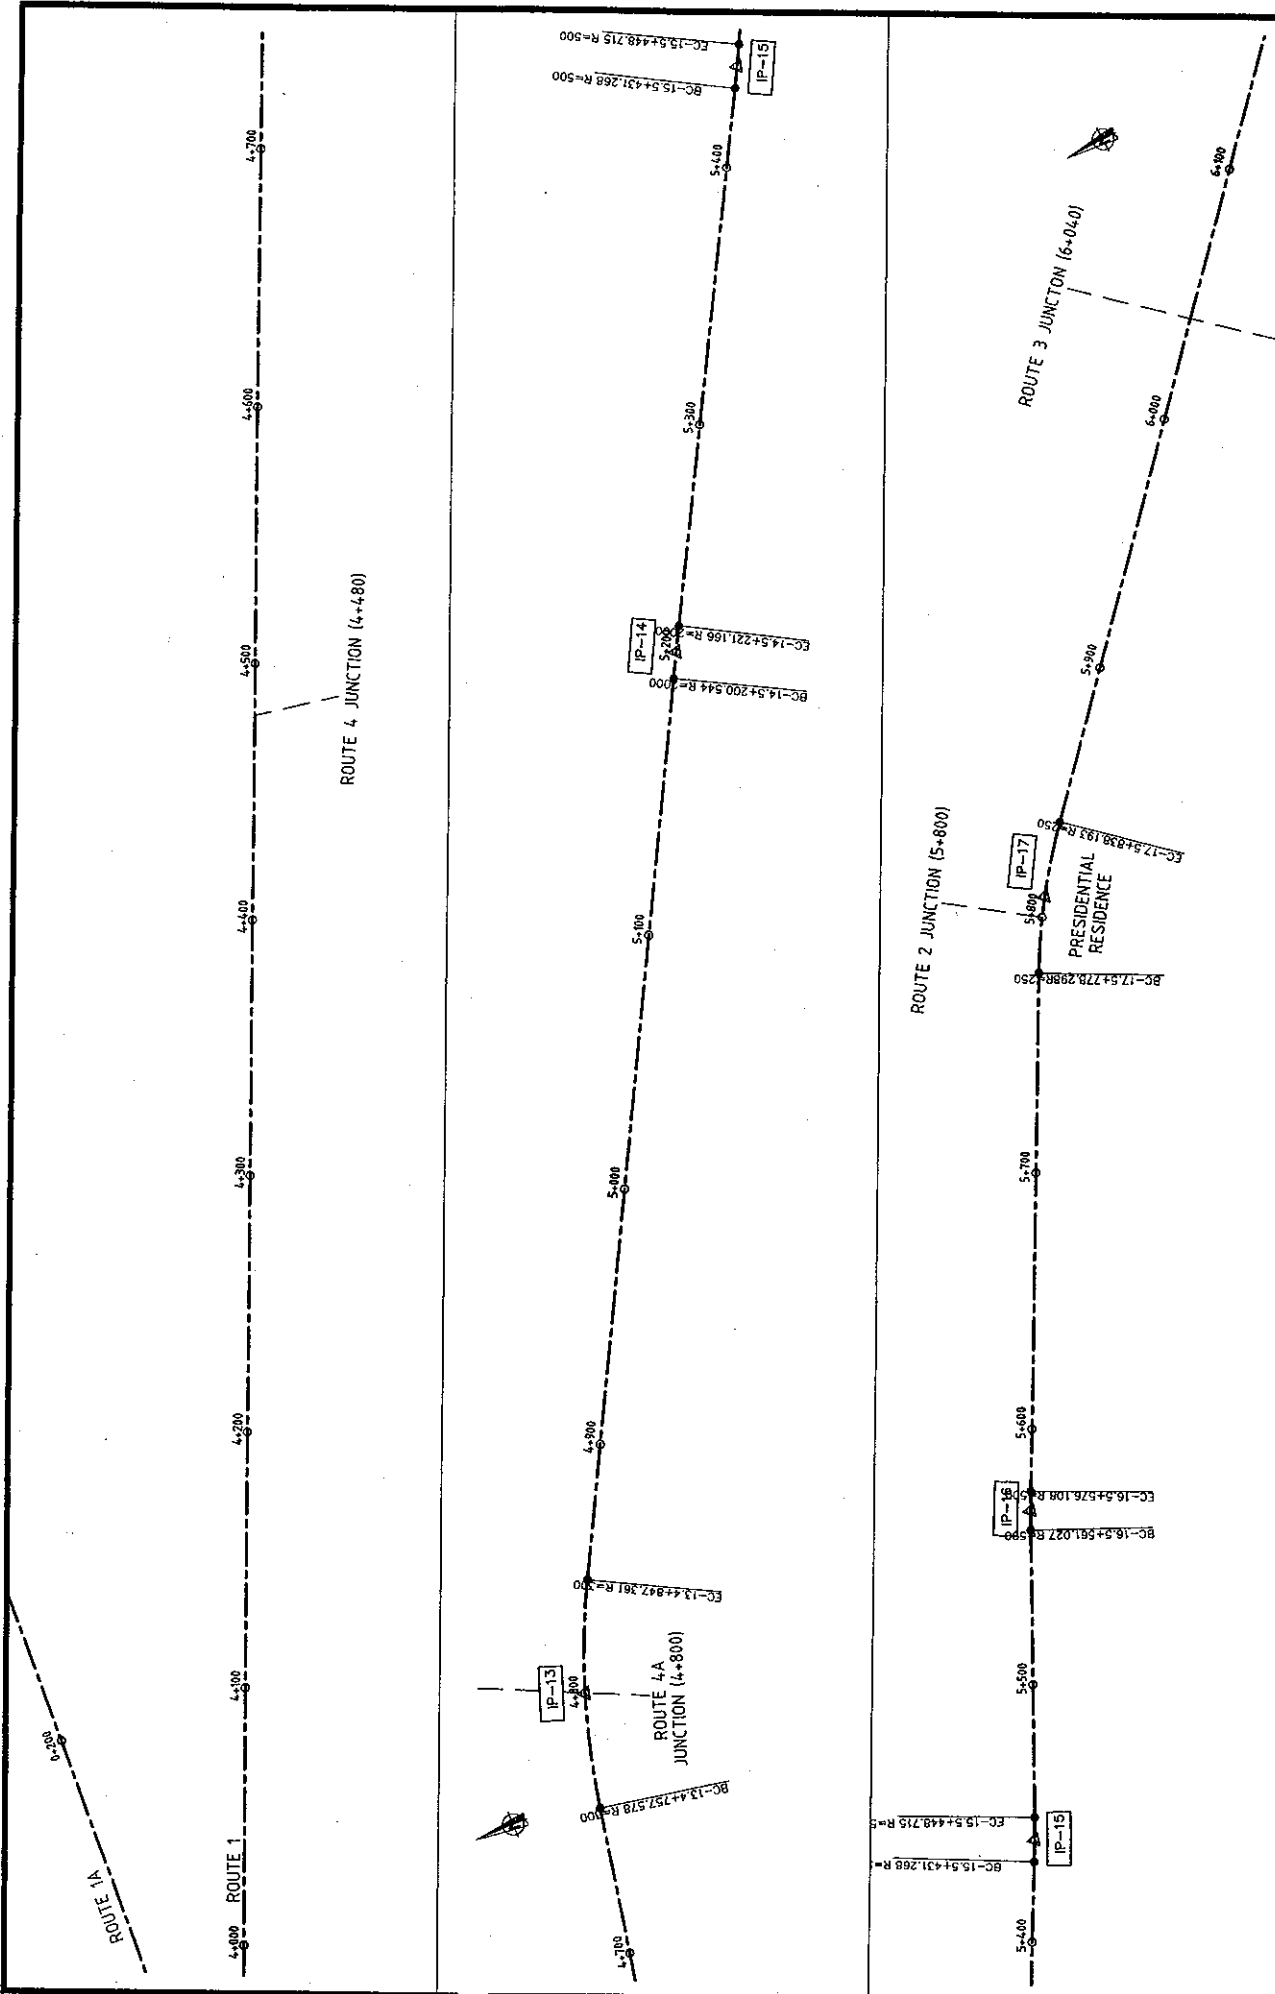 ROUTE 1A
0+200
ROUTE 1
4+000
4+100
4+200
4+300
4+400
4+500
4+600
4+700
ROUTE 4 JUNCTION (4+480)
4+700
BC-13.4+757.578 R=300
IP-13
4+800
ROUTE 4A
JUNCTION (4+800)
EC-13.4+847.361 R=300
4+900
5+000
5+100
BC-14.5+200.544 R=2000
IP-14
5+200
EC-14.5+221.166 R=2000
5+300
5+400
BC-15.5+431.268 R=500
EC-15.5+448.715 R=500
IP-15
5+400
BC-15.5+431.268 R=
EC-15.5+448.715 R=5
IP-15
5+500
BC-16.5+561.027 R=500
IP-16
EC-16.5+576.108 R=500
5+600
5+700
BC-17.5+778.298R=250
ROUTE 2 JUNCTION (5+800)
5+800
IP-17
PRESIDENTIAL
RESIDENCE
EC-17.5+838.193 R=250
5+900
6+000
ROUTE 3 JUNCTON (6+040)
6+100